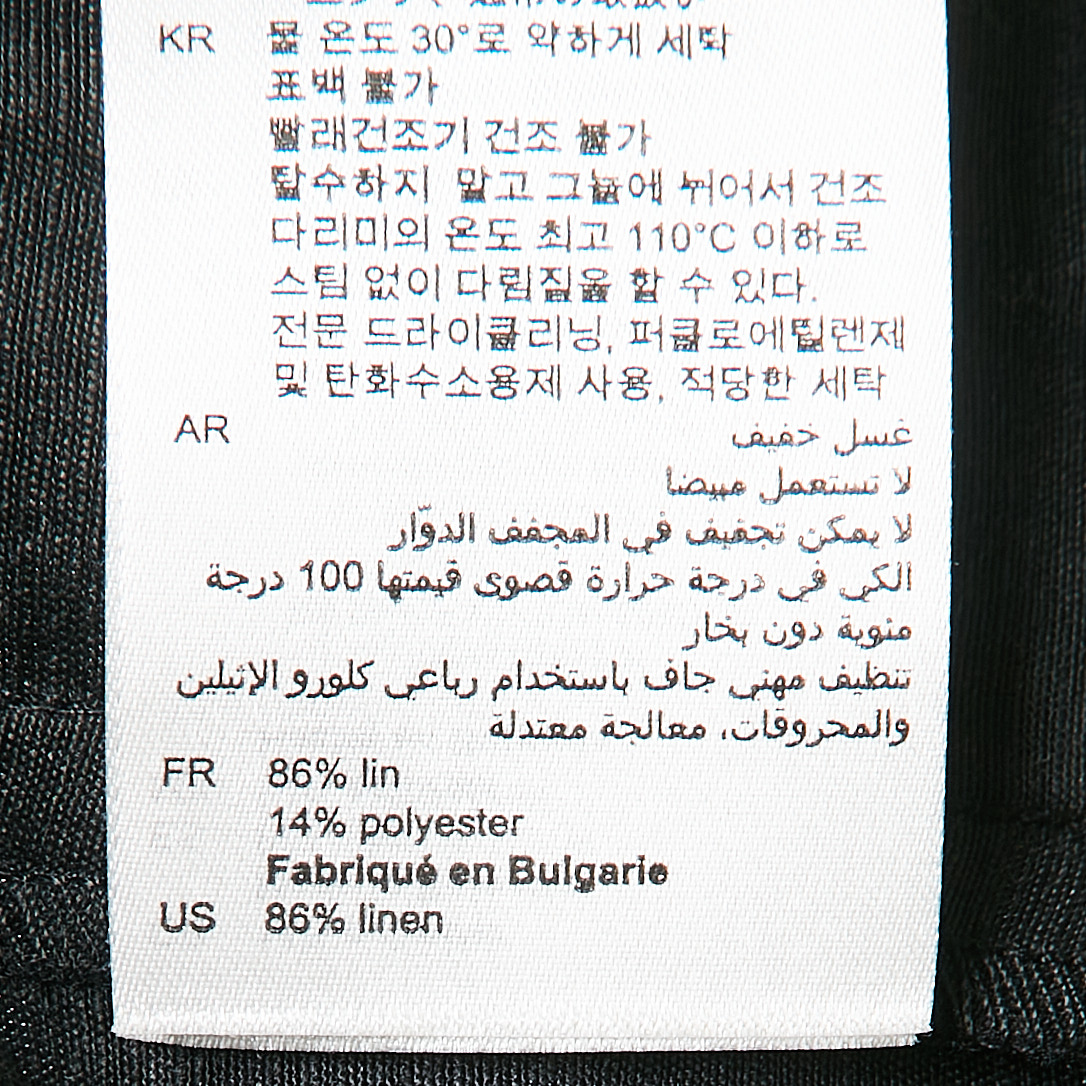 KR 물 온도 30°로 약하게 세탁
표백 불가
빨래건조기 건조 불가
탈수하지 말고 그늘에 뉘어서 건조
다리미의 온도 최고 110°C 이하로
스팀 없이 다림질을 할 수 있다.
전문 드라이클리닝, 퍼클로로에틸렌제
및 탄화수소용제 사용, 적당한 세탁
AR غسل خفيف
لا تستعمل مبيضا
لا يمكن تجفيف في المجفف الدوّار
الكي في درجة حرارة قصوى قيمتها 100 درجة
مئوية دون بخار
تنظيف مهني جاف باستخدام رباعي كلورو الإثيلين
والمحروقات، معالجة معتدلة
FR 86% lin
14% polyester
Fabriqué en Bulgarie
US 86% linen